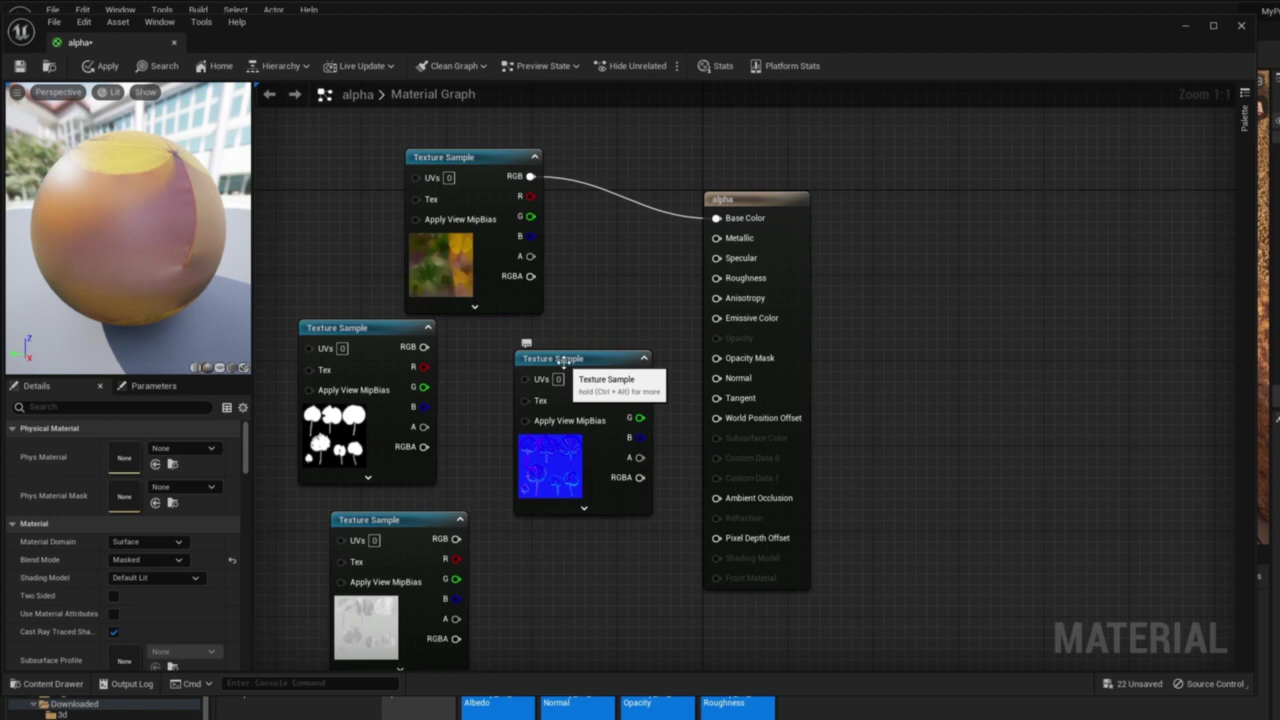 File Edit Window Tools Build Select Actor Help
File Edit Asset Window Tools Help
MyPr
alpha•
Apply Search Home Hierarchy Live Update Clean Graph Preview State Hide Unrelated Stats Platform Stats
Perspective Lit Show
alpha > Material Graph
Zoom 1:1
Palette
Texture Sample
UVs 0 RGB
Tex R
Apply View MipBias G
B
A
RGBA
alpha
Base Color
Metallic
Specular
Roughness
Anisotropy
Emissive Color
Opacity
Opacity Mask
Normal
Tangent
World Position Offset
Subsurface Color
Custom Data 0
Custom Data 1
Ambient Occlusion
Refraction
Pixel Depth Offset
Shading Model
Front Material
Texture Sample
UVs 0 RGB
Tex R
Apply View MipBias G
B
A
RGBA
Texture Sample
UVs 0
Tex
Apply View MipBias G
B
A
RGBA
Texture Sample
hold (Ctrl + Alt) for more
Texture Sample
UVs 0 RGB
Tex R
Apply View MipBias G
B
A
RGBA
Z
X
Details Parameters
Search
Physical Material
Phys Material None None
Phys Material Mask None None
Material
Material Domain Surface
Blend Mode Masked
Shading Model Default Lit
Two Sided
Use Material Attributes
Cast Ray Traced Sha...
Subsurface Profile None None
MATERIAL
Content Drawer Output Log Cmd Enter Console Command 22 Unsaved Source Control
Downloaded
3d
Albedo Normal Opacity Roughness